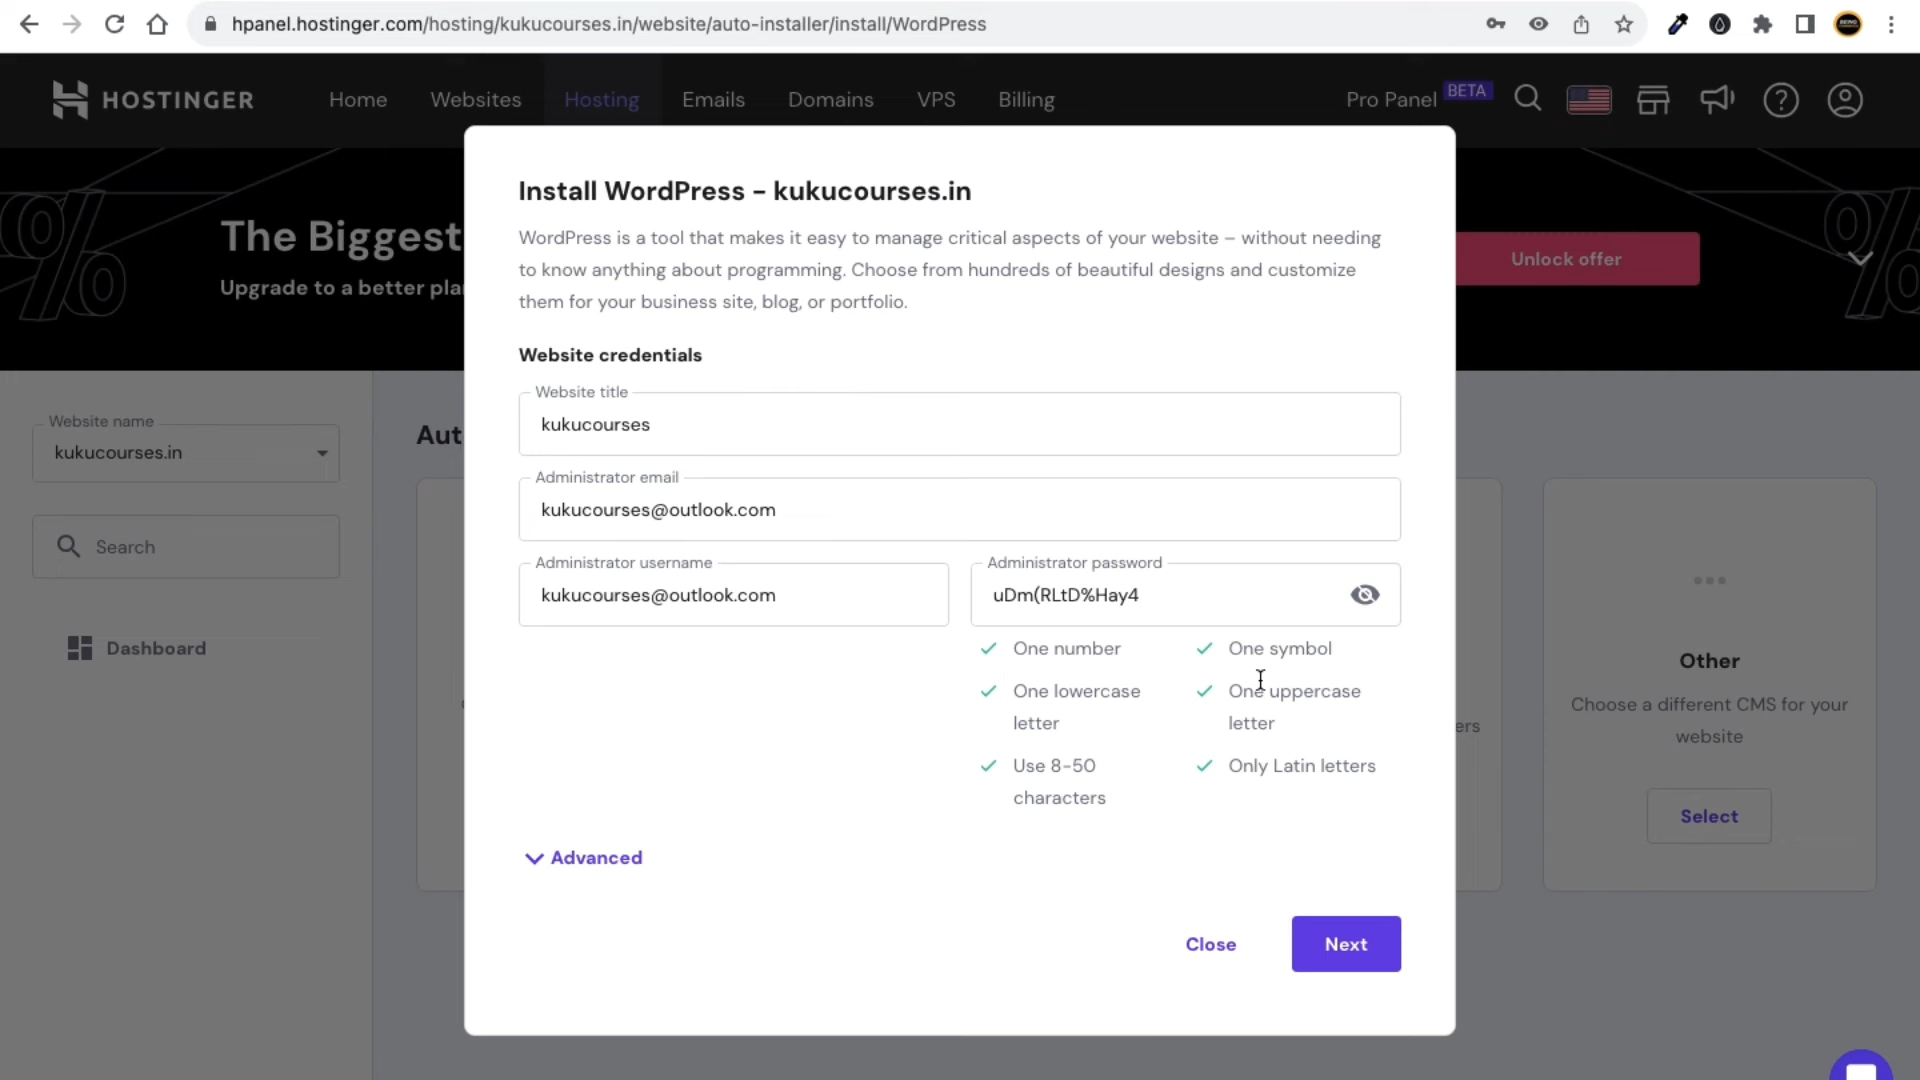 hpanel.hostinger.com/hosting/kukucourses.in/website/auto-installer/install/WordPress
HOSTINGER
Home
Websites
Hosting
Emails
Domains
VPS
Billing
Pro Panel
BETA
The Biggest
Upgrade to a better
Unlock offer
Install WordPress – kukucourses.in
WordPress is a tool that makes it easy to manage critical aspects of your website – without needing
to know anything about programming. Choose from hundreds of beautiful designs and customize
them for your business site, blog, or portfolio.
Website credentials
Website title
kukucourses
Administrator email
kukucourses@outlook.com
Administrator username
kukucourses@outlook.com
Administrator password
uDm(RLtD%Hay4
One number
One symbol
One lowercase
letter
One uppercase
letter
Use 8-50
characters
Only Latin letters
Advanced
Close
Next
Website name
kukucourses.in
Search
Dashboard
Aut
ers
Other
Choose a different CMS for your
website
Select